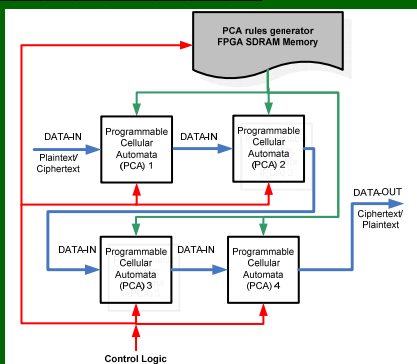 PCA rules generator
FPGA SDRAM Memory
DATA-IN
Plaintext/
Ciphertext
Programmable
Cellular
Automata
(PCA) 1
DATA-IN
Programmable
Cellular
Automata
(PCA) 2
DATA-OUT
Ciphertext/
Plaintext
DATA-IN
Programmable
Cellular
Automata
(PCA) 3
DATA-IN
Programmable
Cellular
Automata
(PCA) 4
Control Logic